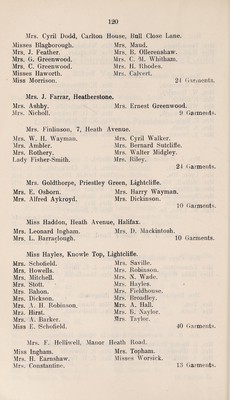 120
Mrs. Cyril Dodd, Carlton House, Bull Close Lane.
Misses Blagborough. Mrs. Maud.
Mrs. J. Feather. Mrs. B. Ollerenshaw.
Mrs. G. Greenwood. Mrs. C. M. Whitham.
Mrs. C. Greenwood. Mrs. H. Rhodes.
Misses Haworth. Mrs. Calvert.
Miss Morrison. 24 Garments.
Mrs. J. Farrar, Heatherstone.
Mrs. Ashby. Mrs. Ernest Greenwood.
Mrs. Nicholl. 9 Garments.
Mrs. Finlinson, 7, Heath Avenue.
Mrs. W. H. Wayman. Mrs. Cyril Walker.
Mrs. Ambler. Mrs. Bernard Sutcliffe.
Mrs. Rothery. Mrs. Walter Midgley.
Lady Fisher-Smith. Mrs. Riley.
24 Garments.
Mrs. Goldthorpe, Priestley Green, Lightcliffe.
Mrs. E. Osborn. Mrs. Harry Wayman.
Mrs. Alfred Aykroyd. Mrs. Dickinson.
10 Garments.
Miss Haddon, Heath Avenue, Halifax.
Mrs. Leonard Ingham. Mrs. D. Mackintosh.
Mrs. L. Barraclough. 10 Garments.
Miss Hayles, Knowle Top, Lightcliffe.
Mrs. Schofield. Mrs. Saville.
Mrs. Howells. Mrs. Robinson.
Mrs. Mitchell. Mrs. N. Wade.
Mrs. Stott. Mrs. Hayles.
Mrs. Bahon. Mrs. Fieldhouse.
Mrs. Dickson. Mrs. Broadley.
Mrs. A. H. Robinson. Mrs. A. Hall.
Mrs. Hirst. Mrs. E. Naylor.
Mrs. A. Barker. Mrs. Taylor.
Miss E. Schofield. 40 Garments.
Mrs. F. Helliwell, Manor Heath Road.
Miss Ingham. Mrs. Topham.
Mrs. H. Earnshaw. Misses Worsick.
Mrs. Constantine. 13 Garments.